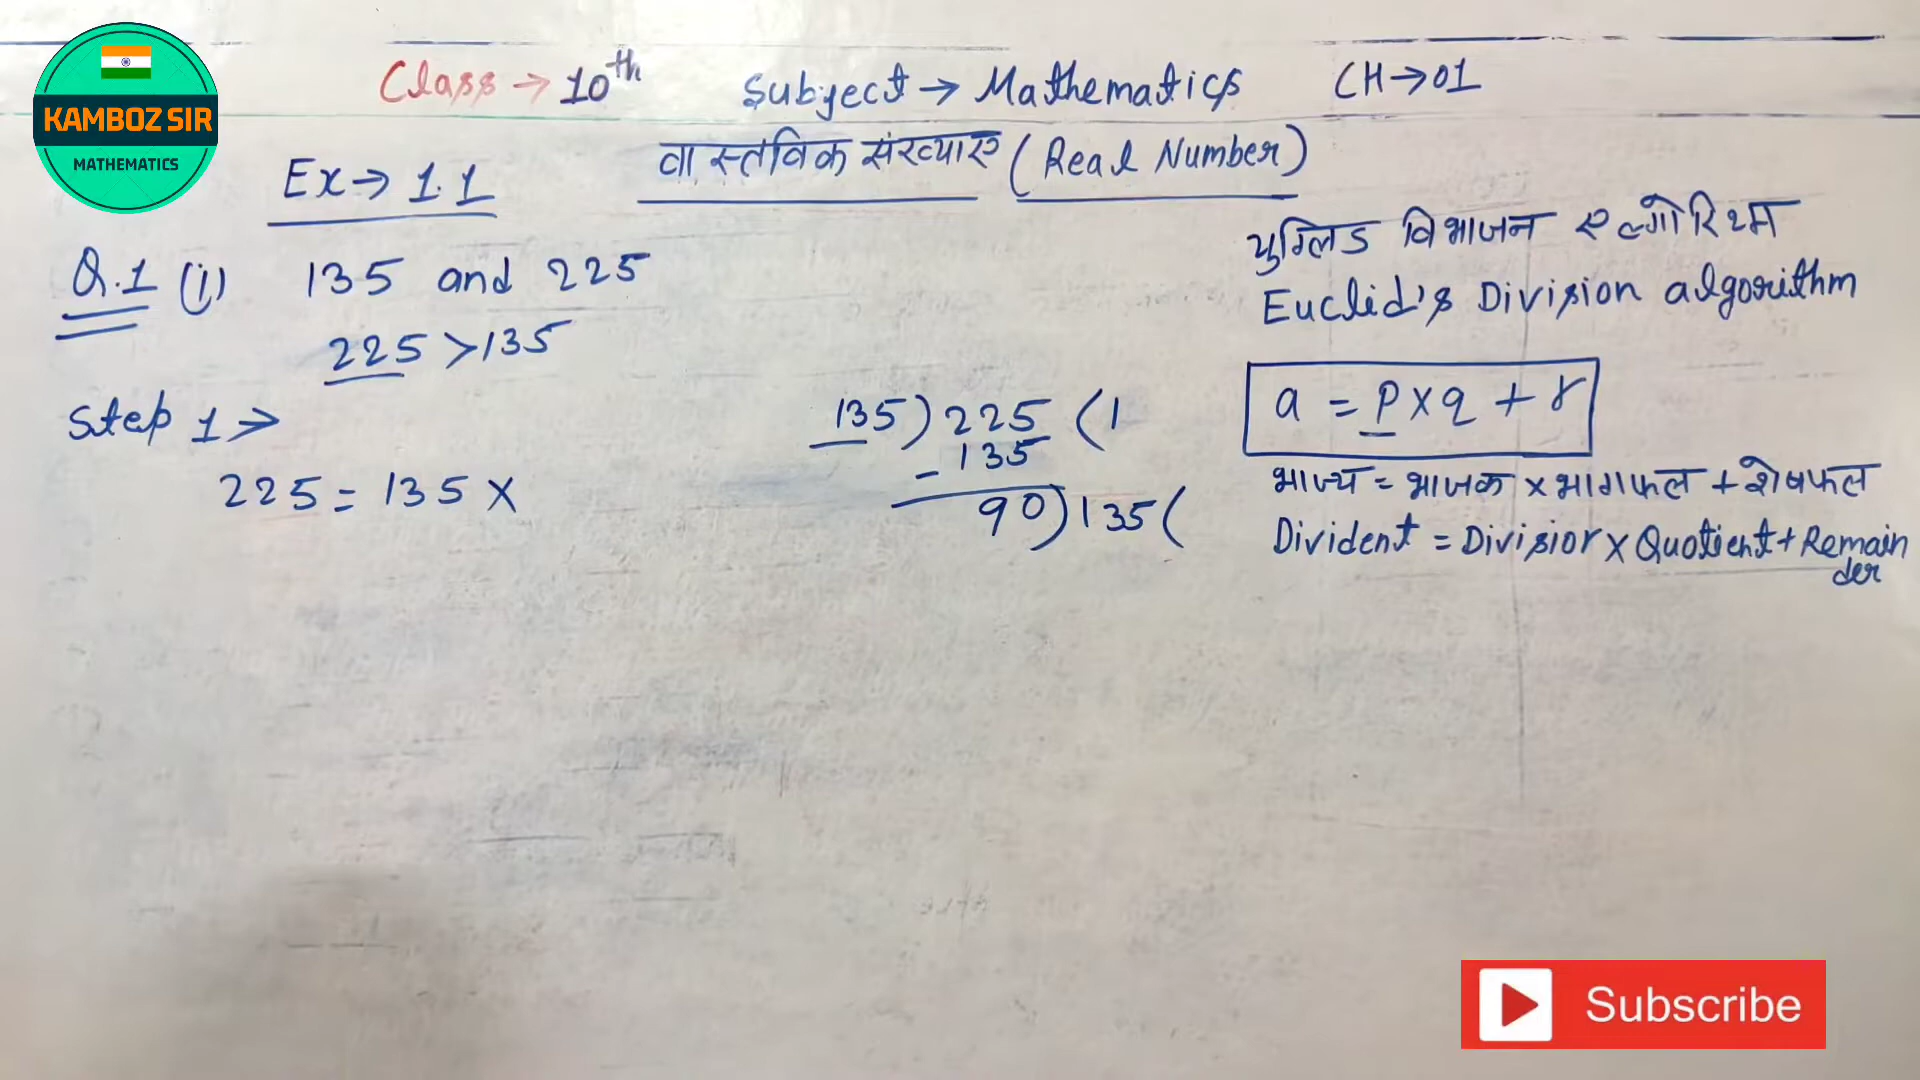 KAMBOZ SIR
MATHEMATICS
Class → 10th Subject → Mathematics CH → 01
वास्तविक संख्याए (Real Number)
Ex → 1.1
युग्लिड विभाजन एल्गोरिथम
Euclid's Division algorithm
Q.1 (i) 135 and 225
225 > 135
a = p × q + r
Step 1 >
135 ) 225 ( 1
- 135
90 ) 135 (
225 = 135 ×
भाज्य = भाजक × भागफल + शेषफल
Divident = Divisior × Quotient + Remain
der
Subscribe